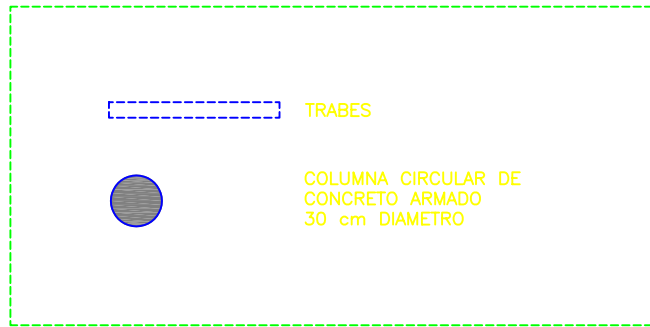 TRABES
COLUMNA CIRCULAR DE
CONCRETO ARMADO
30 cm DIAMETRO